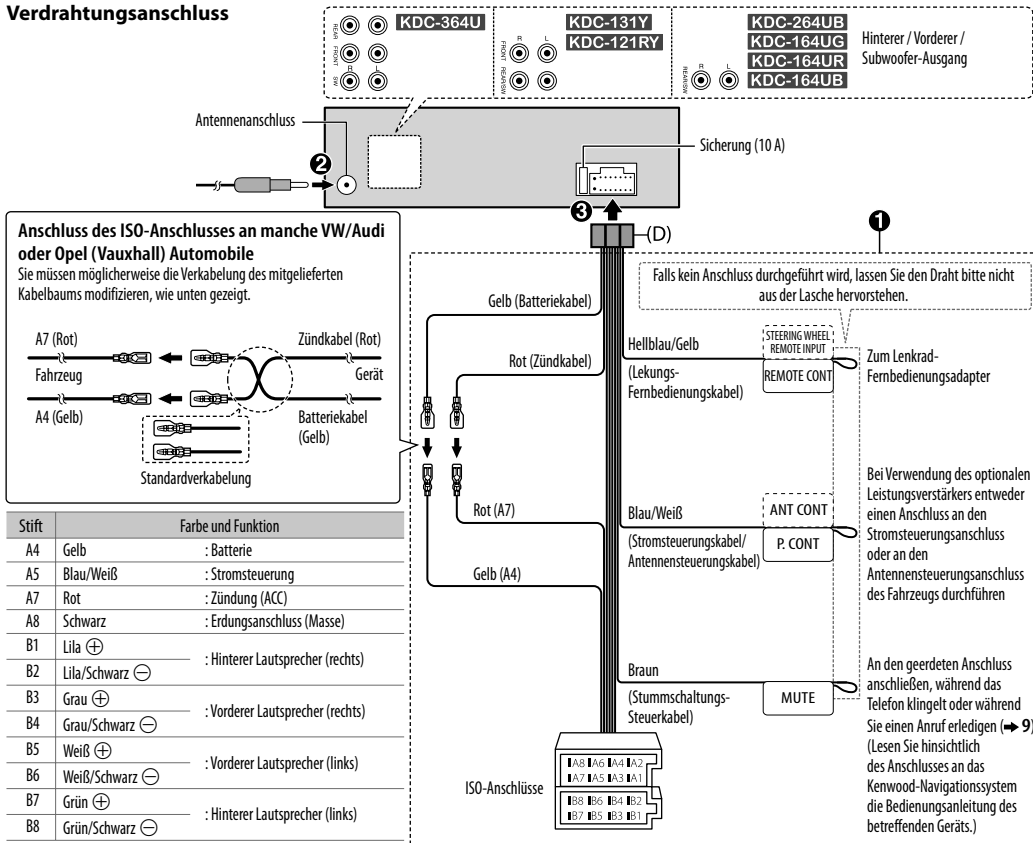 Verdrahtungsanschluss
REAR
FRONT
SW
R L
KDC-364U
FRONT
REAR/SW
R L
KDC-131Y
KDC-121RY
REAR/SW
R L
KDC-264UB
KDC-164UG
KDC-164UR
KDC-164UB
Hinterer / Vorderer /
Subwoofer-Ausgang
Antennenanschluss
Sicherung (10 A)
2
3
(D)
1
Anschluss des ISO-Anschlusses an manche VW/Audi
oder Opel (Vauxhall) Automobile
Sie müssen möglicherweise die Verkabelung des mitgelieferten
Kabelbaums modifizieren, wie unten gezeigt.
A7 (Rot)
Zündkabel (Rot)
Fahrzeug
Gerät
A4 (Gelb)
Batteriekabel
(Gelb)
Standardverkabelung
Falls kein Anschluss durchgeführt wird, lassen Sie den Draht bitte nicht
aus der Lasche hervorstehen.
Gelb (Batteriekabel)
Rot (Zündkabel)
Rot (A7)
Gelb (A4)
Hellblau/Gelb
(Lekungs-
Fernbedienungskabel)
STEERING WHEEL
REMOTE INPUT
REMOTE CONT
Zum Lenkrad-
Fernbedienungsadapter
Blau/Weiß
(Stromsteuerungskabel/
Antennensteuerungskabel)
ANT CONT
P. CONT
Bei Verwendung des optionalen
Leistungsverstärkers entweder
einen Anschluss an den
Stromsteuerungsanschluss
oder an den
Antennensteuerungsanschluss
des Fahrzeugs durchführen
Braun
(Stummschaltungs-
Steuerkabel)
MUTE
An den geerdeten Anschluss
anschließen, während das
Telefon klingelt oder während
Sie einen Anruf erledigen (➡ 9)
(Lesen Sie hinsichtlich
des Anschlusses an das
Kenwood-Navigationssystem
die Bedienungsanleitung des
betreffenden Geräts.)
Stift Farbe und Funktion
A4 Gelb : Batterie
A5 Blau/Weiß : Stromsteuerung
A7 Rot : Zündung (ACC)
A8 Schwarz : Erdungsanschluss (Masse)
B1 Lila ⊕ : Hinterer Lautsprecher (rechts)
B2 Lila/Schwarz ⊖
B3 Grau ⊕ : Vorderer Lautsprecher (rechts)
B4 Grau/Schwarz ⊖
B5 Weiß ⊕ : Vorderer Lautsprecher (links)
B6 Weiß/Schwarz ⊖
B7 Grün ⊕ : Hinterer Lautsprecher (links)
B8 Grün/Schwarz ⊖
ISO-Anschlüsse
A8 A6 A4 A2
A7 A5 A3 A1
B8 B6 B4 B2
B7 B5 B3 B1